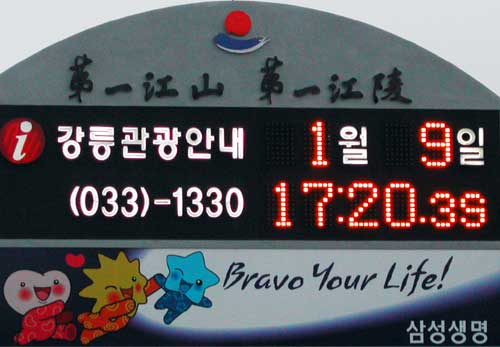 第一江山 第一江陵
i 강릉관광안내 1월 9일
(033)-1330 17:20.39
Bravo Your Life!
삼성생명